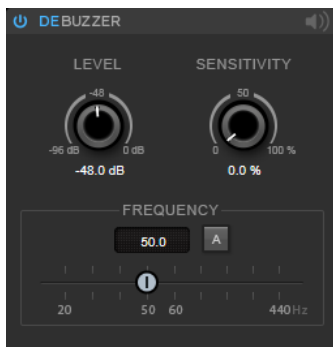 DEBUZZER
LEVEL SENSITIVITY
-48 50
-96 dB 0 dB 0 100 %
-48.0 dB 0.0 %
FREQUENCY
50.0 A
20 50 60 440 Hz